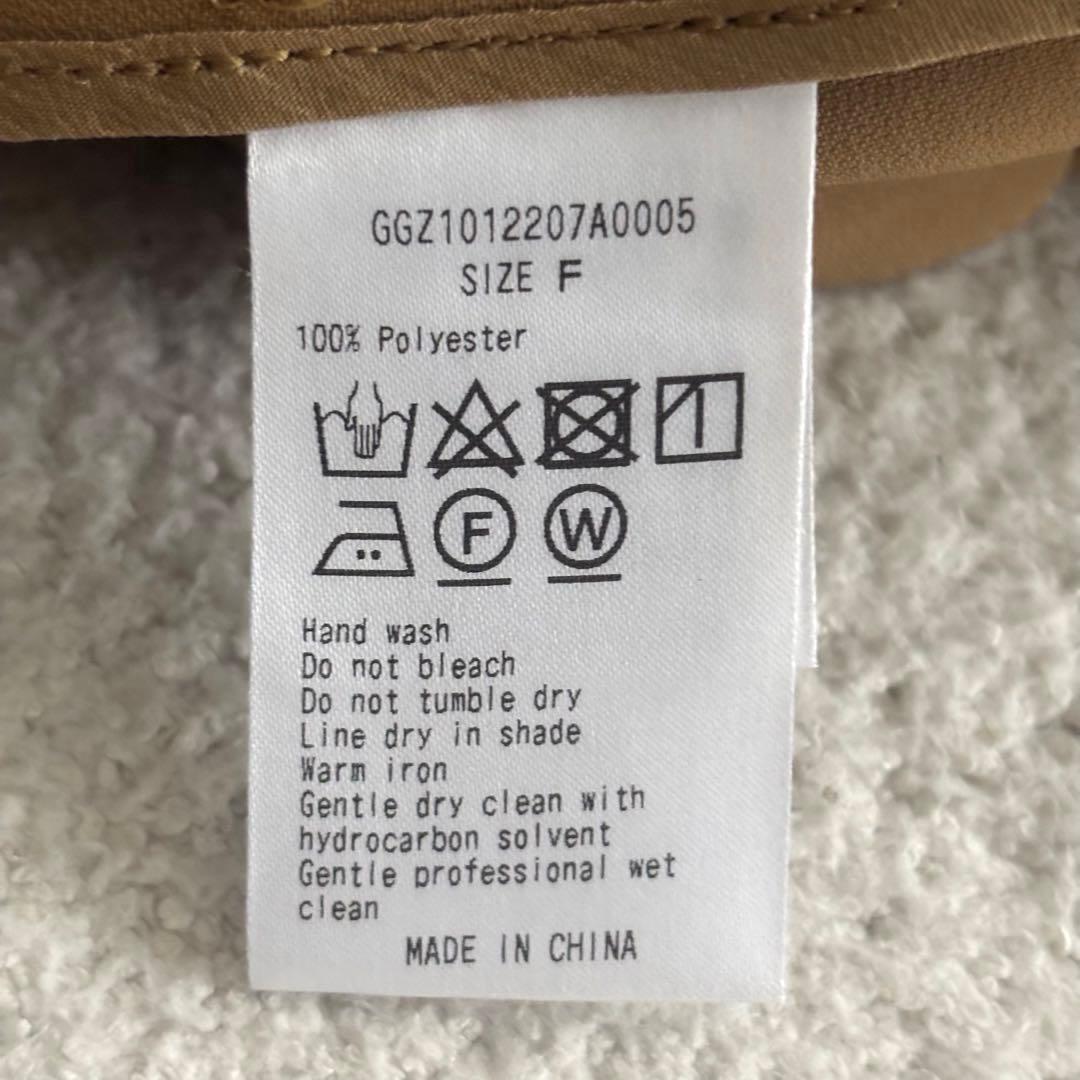 GGZ1012207A0005
SIZE F
100% Polyester
F W
Hand wash
Do not bleach
Do not tumble dry
Line dry in shade
Warm iron
Gentle dry clean with
hydrocarbon solvent
Gentle professional wet
clean
MADE IN CHINA